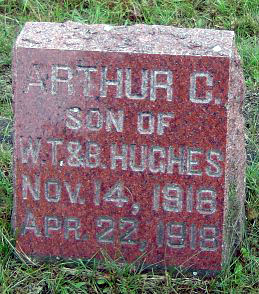 ARTHUR C.
SON OF
W.T.&G. HUGHES
NOV. 14, 1918
APR. 22, 1918